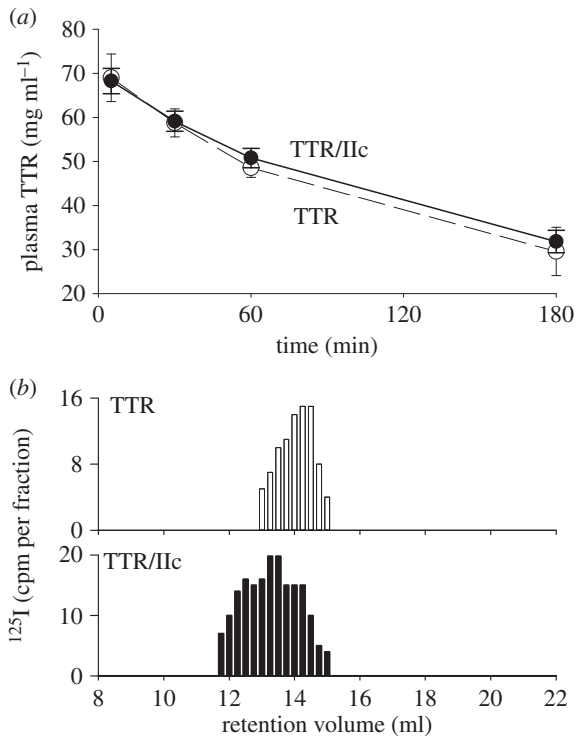 (a)
80
70
60
50
40
30
20
plasma TTR (mg ml⁻¹)
TTR/IIc
TTR
0 60 120 180
time (min)
(b)
16
8
0
TTR
20
10
0
TTR/IIc
¹²⁵I (cpm per fraction)
8 10 12 14 16 18 20 22
retention volume (ml)